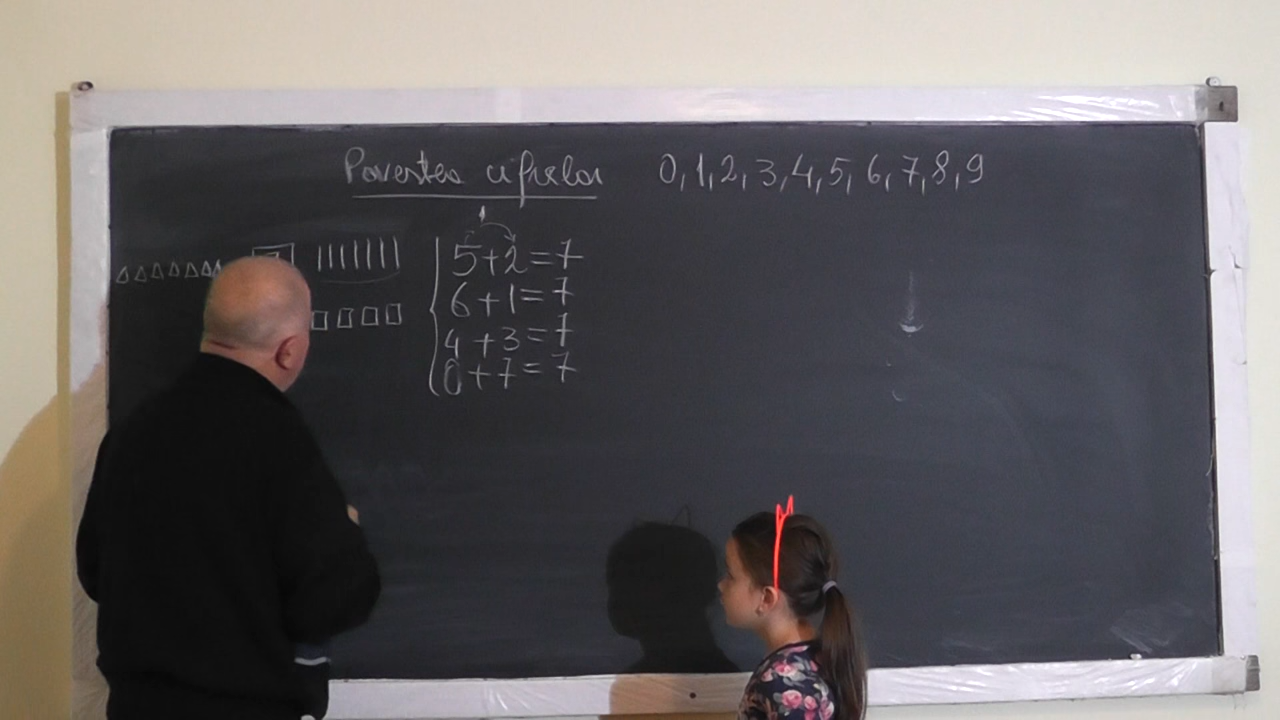 Povestea cifrelor 0, 1, 2, 3, 4, 5, 6, 7, 8, 9
5+2=7
6+1=7
4+3=7
0+7=7